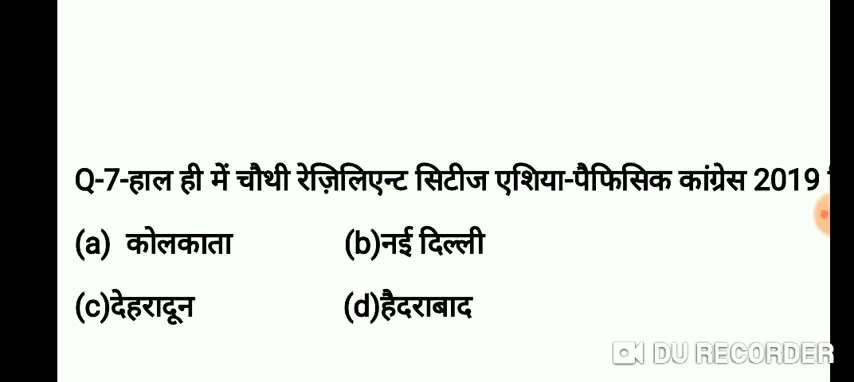 Q-7-हाल ही में चौथी रेज़िलिएन्ट सिटीज एशिया-पैफिसिक कांग्रेस 2019
(a) कोलकाता (b)नई दिल्ली
(c)देहरादून (d)हैदराबाद
DU RECORDER